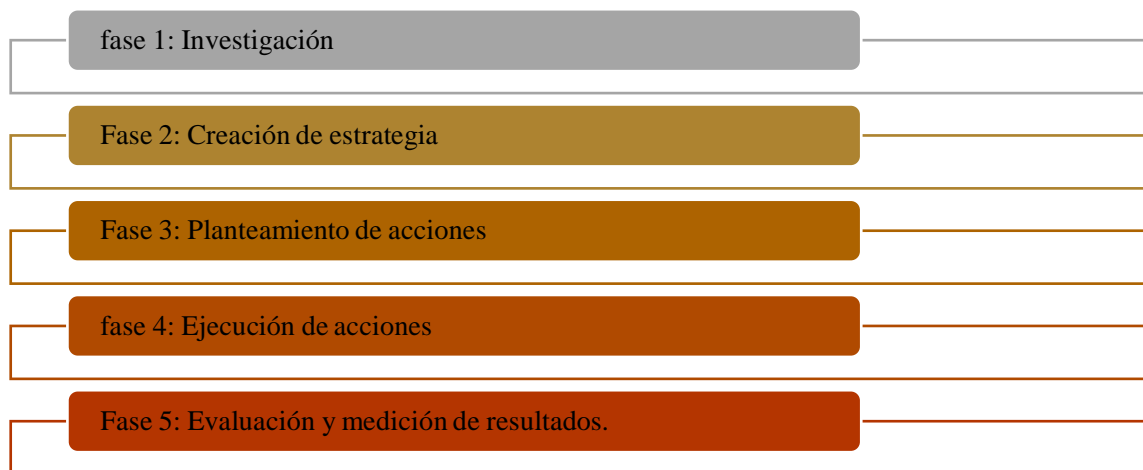 fase 1: Investigación
Fase 2: Creación de estrategia
Fase 3: Planteamiento de acciones
fase 4: Ejecución de acciones
Fase 5: Evaluación y medición de resultados.